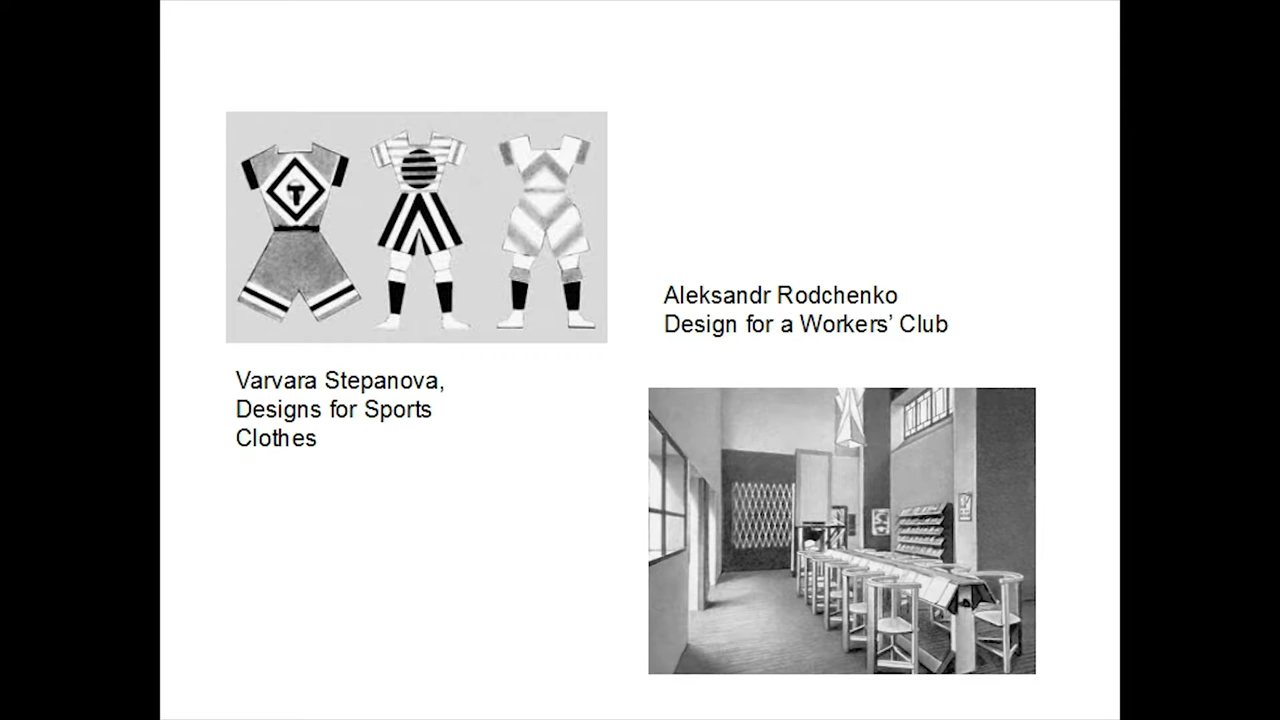 T
Aleksandr Rodchenko
Design for a Workers’ Club
Varvara Stepanova,
Designs for Sports
Clothes